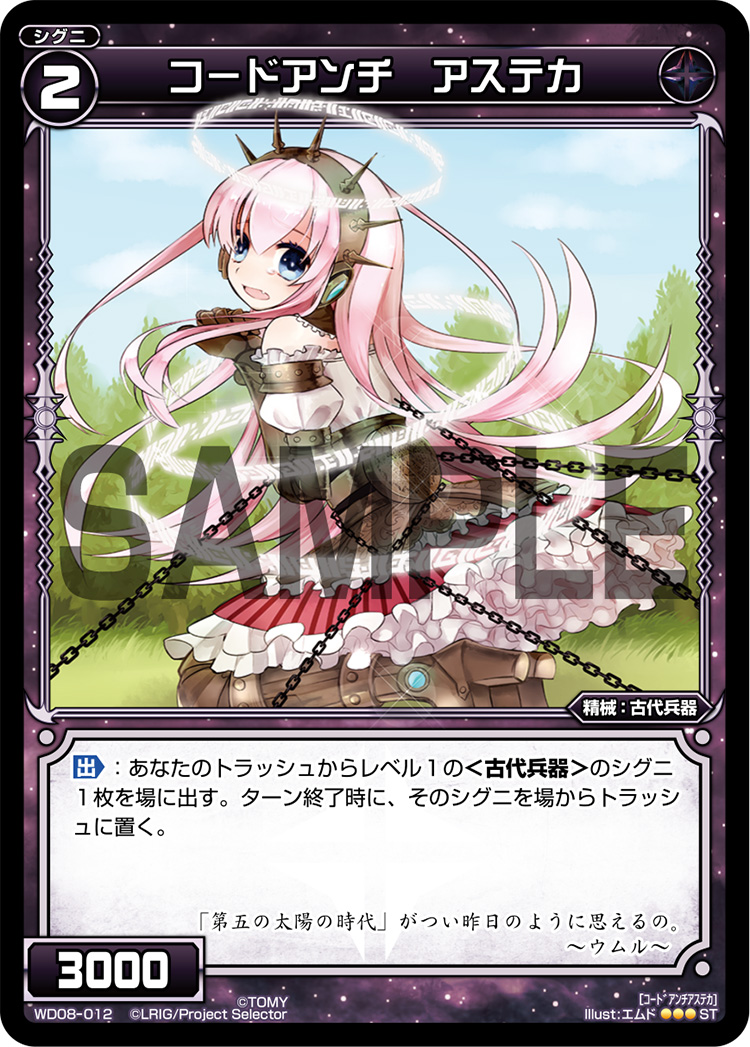 シグニ
2
コードアンチ　アステカ
SAMPLE
精械：古代兵器
出：あなたのトラッシュからレベル１の＜古代兵器＞のシグニ
１枚を場に出す。ターン終了時に、そのシグニを場からトラッシ
ュに置く。
「第五の太陽の時代」がつい昨日のように思えるの。
～ウムル～
3000
©TOMY
[コードアンチアステカ]
WD08-012 ©LRIG/Project Selector
illust:エムド ST